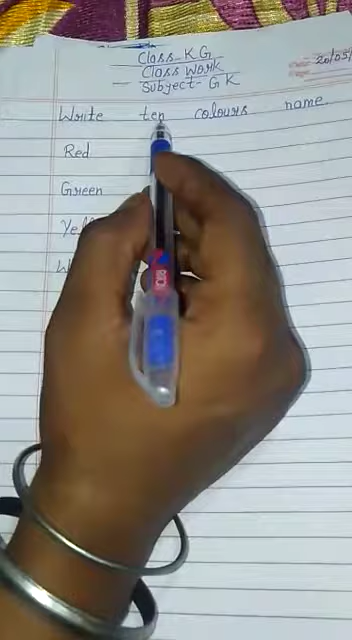 Class-KG
Class Work
Subject- GK
Write ten colours name
Red
Green